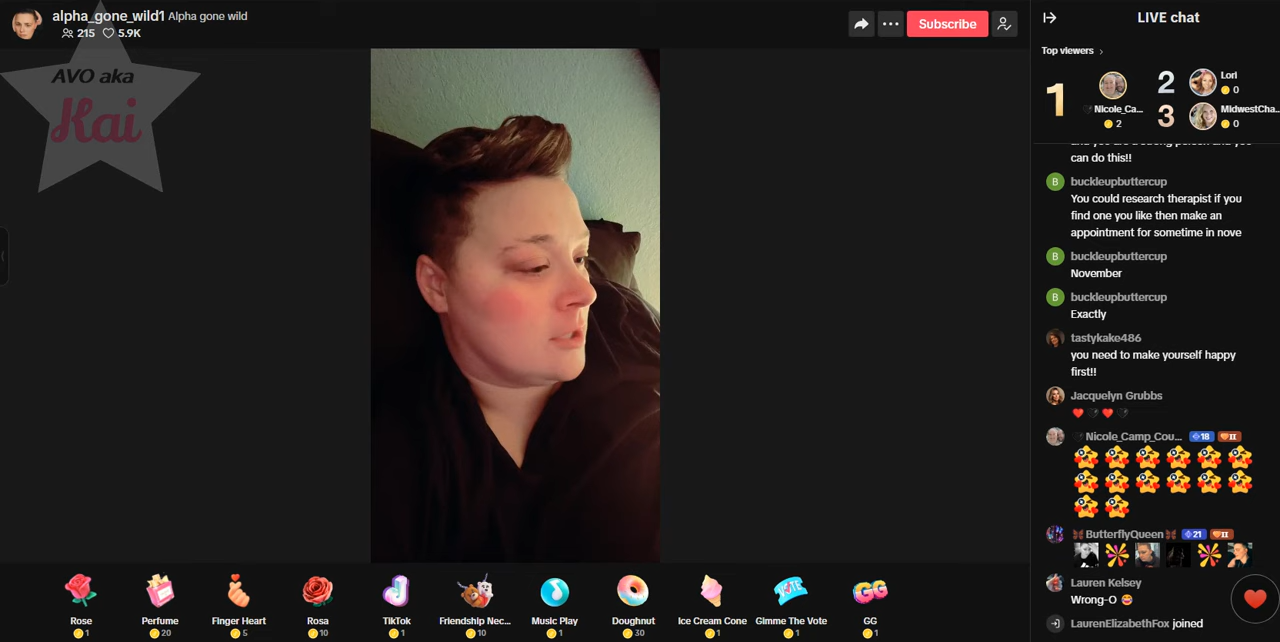 alpha_gone_wild1 Alpha gone wild
215 5.9K
Subscribe
AVO aka
Kai
LIVE chat
Top viewers
1
Nicole_Ca...
2
2
Lori
0
3
MidwestCha...
0
can do this!!
B
buckleupbuttercup
You could research therapist if you
find one you like then make an
appointment for sometime in nove
B
buckleupbuttercup
November
B
buckleupbuttercup
Exactly
tastykake486
you need to make yourself happy
first!!
Jacquelyn Grubbs
Nicole_Camp_Cou... 18 II
ButterflyQueen 21 II
Lauren Kelsey
Wrong-O
LaurenElizabethFox joined
Rose
1
Perfume
20
Finger Heart
5
Rosa
10
TikTok
1
Friendship Nec...
10
Music Play
1
Doughnut
30
Ice Cream Cone
1
VOTE
Gimme The Vote
1
GG
GG
1